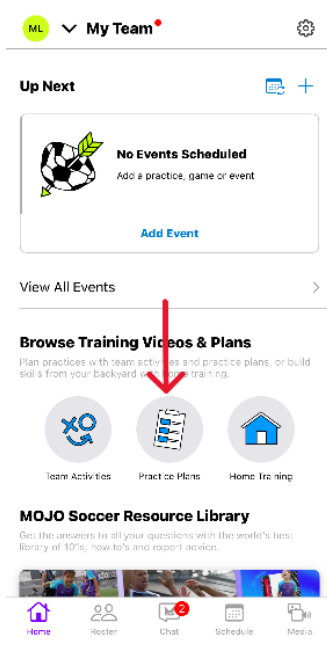 ML
My Team
Up Next
No Events Scheduled
Add a practice, game or event
Add Event
View All Events
Browse Training Videos & Plans
Plan practices with team activities and practice plans, or build
skills from your backyard with home training.
Team Activities
Practice Plans
Home Training
MOJO Soccer Resource Library
Get the answers to all your questions with the world's best
library of 101s, how to's and expert advice.
2
Home
Roster
Chat
Schedule
Media